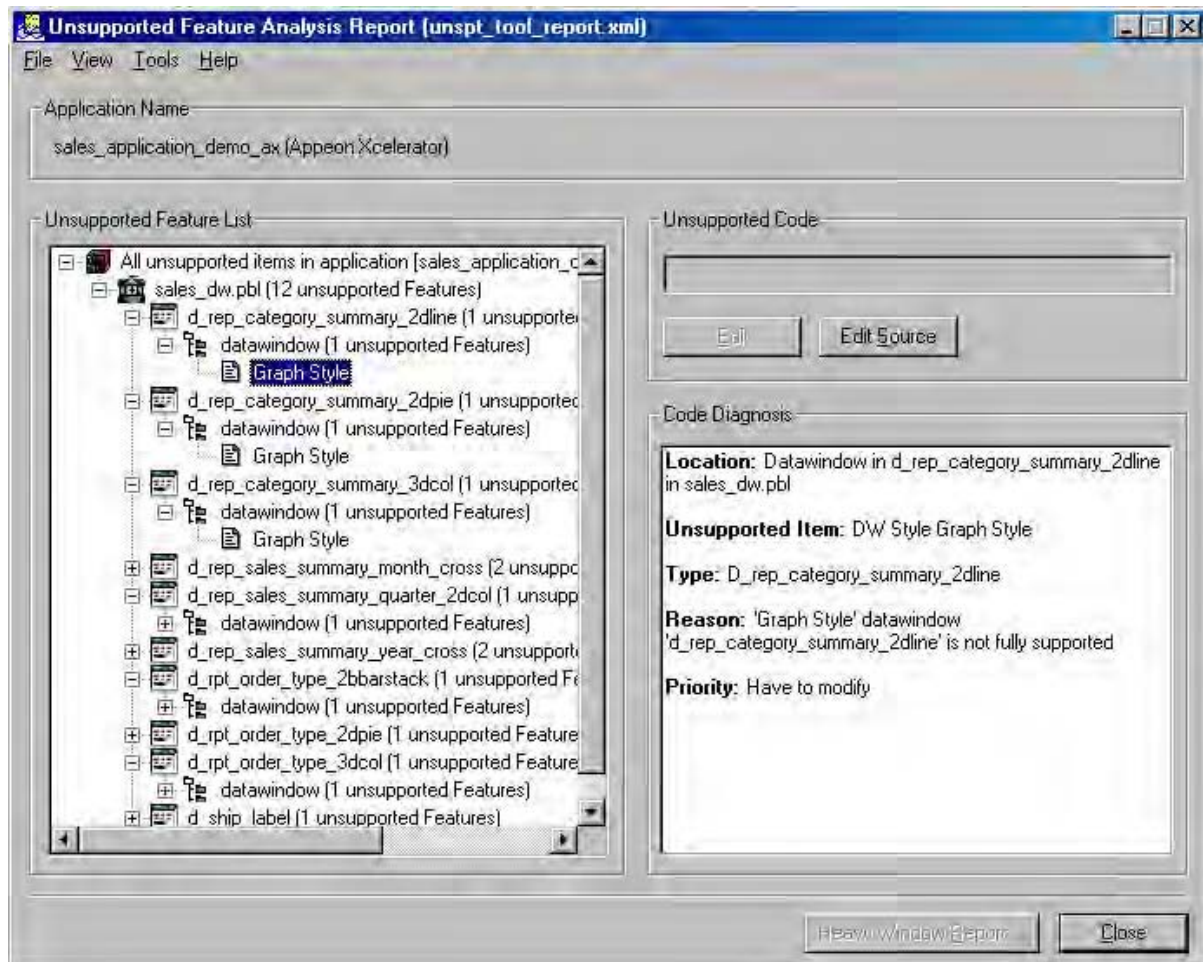 Unsupported Feature Analysis Report (unspt_tool_report.xml)
File View Tools Help
Application Name
sales_application_demo_ax (Appeon Xcelerator)
Unsupported Feature List
All unsupported items in application [sales_application_c
sales_dw.pbl (12 unsupported Features)
d_rep_category_summary_2dline (1 unsupporte
datawindow (1 unsupported Features)
Graph Style
d_rep_category_summary_2dpie (1 unsupported
datawindow (1 unsupported Features)
Graph Style
d_rep_category_summary_3dcol (1 unsupported
datawindow (1 unsupported Features)
Graph Style
d_rep_sales_summary_month_cross (2 unsuppo
d_rep_sales_summary_quarter_2dcol (1 unsupp
datawindow (1 unsupported Features)
d_rep_sales_summary_year_cross (2 unsupporte
d_rpt_order_type_2bbarstack (1 unsupported Fe
datawindow (1 unsupported Features)
d_rpt_order_type_2dpie (1 unsupported Feature
d_rpt_order_type_3dcol (1 unsupported Feature
datawindow (1 unsupported Features)
d_ship_label (1 unsupported Features)
Unsupported Code
Edit Edit Source
Code Diagnosis
Location: Datawindow in d_rep_category_summary_2dline
in sales_dw.pbl
Unsupported Item: DW Style Graph Style
Type: D_rep_category_summary_2dline
Reason: 'Graph Style' datawindow
'd_rep_category_summary_2dline' is not fully supported
Priority: Have to modify
Heavy Window Report... Close